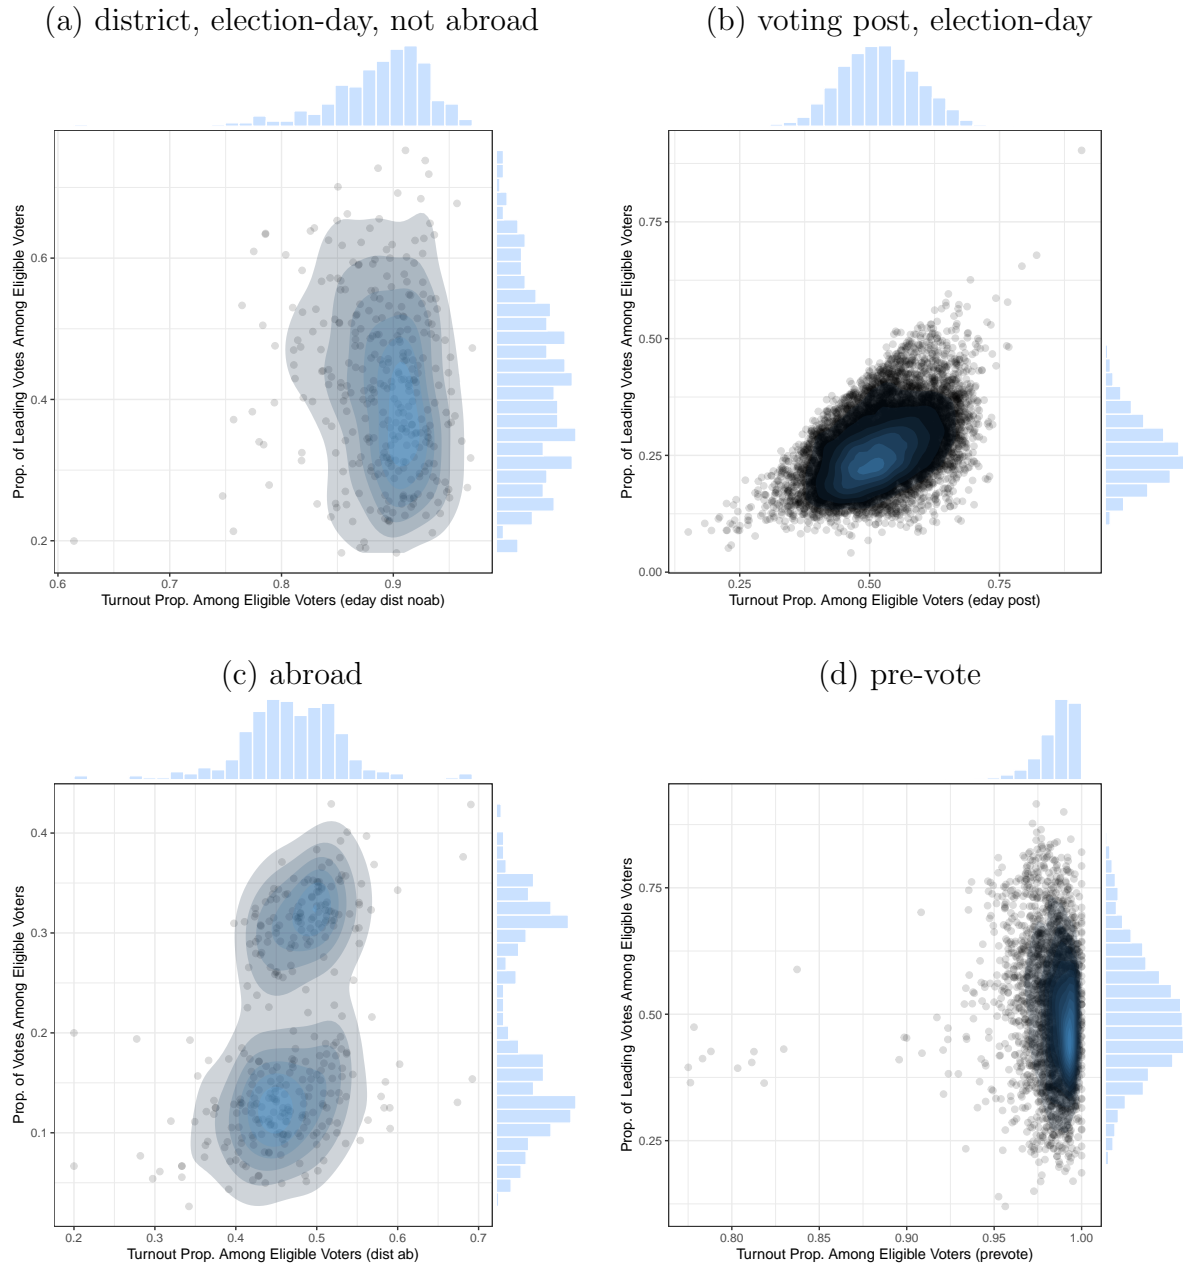 (a) district, election-day, not abroad
Prop. of Leading Votes Among Eligible Voters
0.6
0.4
0.2
0.6 0.7 0.8 0.9
Turnout Prop. Among Eligible Voters (eday dist noab)
(b) voting post, election-day
Prop. of Leading Votes Among Eligible Voters
0.75
0.50
0.25
0.00
0.25 0.50 0.75
Turnout Prop. Among Eligible Voters (eday post)
(c) abroad
Prop. of Votes Among Eligible Voters
0.4
0.3
0.2
0.1
0.2 0.3 0.4 0.5 0.6 0.7
Turnout Prop. Among Eligible Voters (dist ab)
(d) pre-vote
Prop. of Leading Votes Among Eligible Voters
0.75
0.50
0.25
0.80 0.85 0.90 0.95 1.00
Turnout Prop. Among Eligible Voters (prevote)